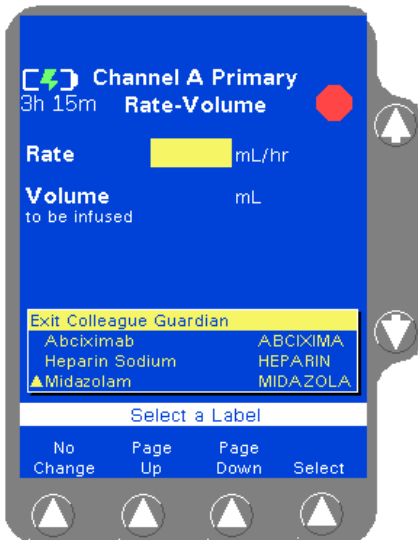 Channel A Primary
3h 15m Rate-Volume
Rate mL/hr
Volume mL
to be infused
Exit Colleague Guardian
Abciximab ABCIXIMA
Heparin Sodium HEPARIN
Midazolam MIDAZOLA
Select a Label
No Change Page Up Page Down Select